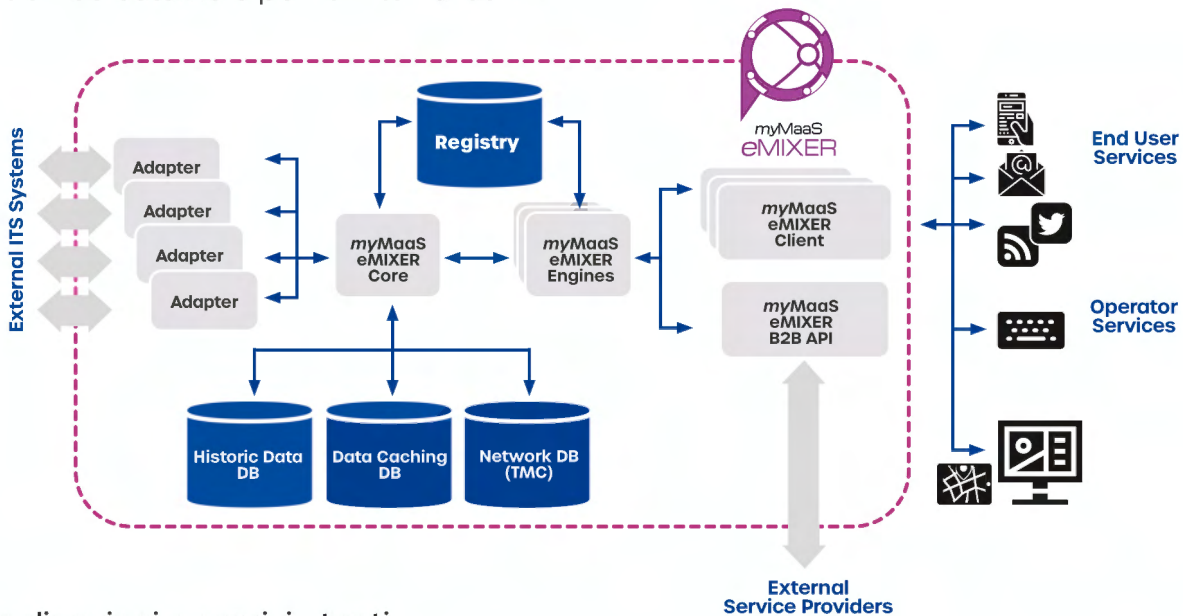 myMaaS
eMIXER
Registry
External ITS Systems
Adapter
Adapter
Adapter
Adapter
myMaaS
eMIXER
Core
myMaaS
eMIXER
Engines
myMaaS
eMIXER
Client
myMaaS
eMIXER
B2B API
Historic Data
DB
Data Caching
DB
Network DB
(TMC)
End User
Services
Operator
Services
External
Service Providers